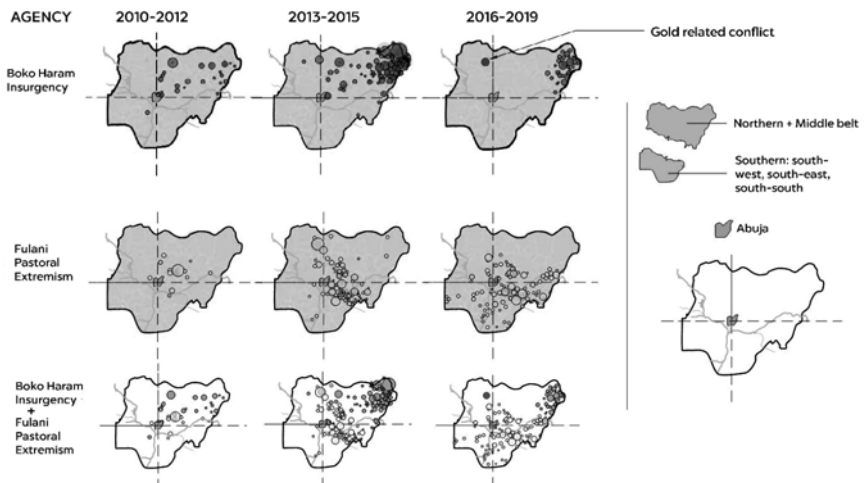 AGENCY 2010-2012 2013-2015 2016-2019
Gold related conflict
Boko Haram
Insurgency
Northern + Middle belt
Southern: south-
west, south-east,
south-south
Abuja
Fulani
Pastoral
Extremism
Boko Haram
Insurgency
+
Fulani
Pastoral
Extremism